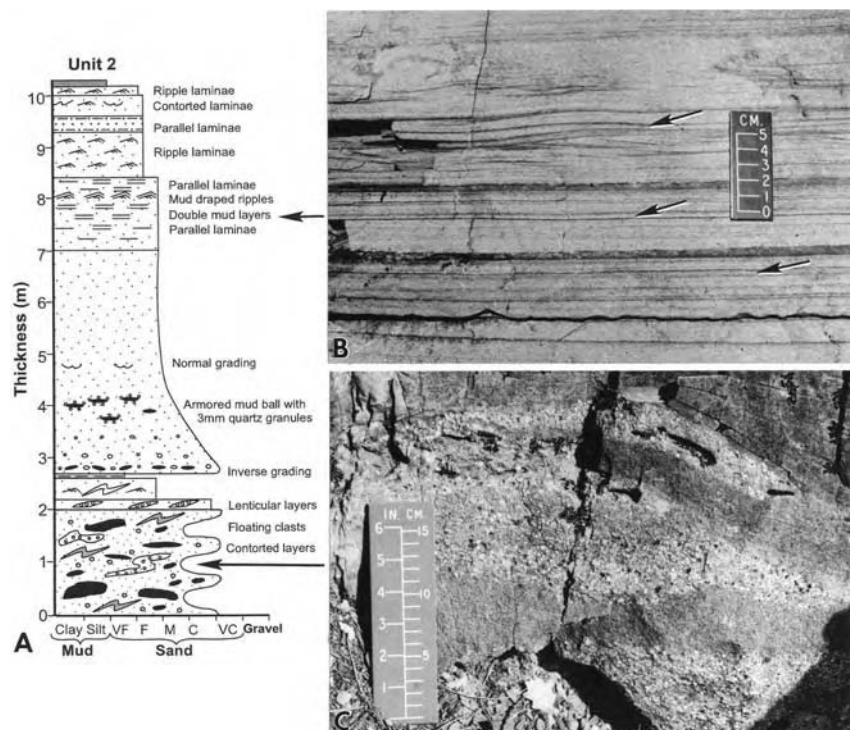 Unit 2
10
9
8
7
6
5
4
3
2
1
0
Thickness (m)
Ripple laminae
Contorted laminae
Parallel laminae
Ripple laminae
Parallel laminae
Mud draped ripples
Double mud layers
Parallel laminae
Normal grading
Armored mud ball with
3mm quartz granules
Inverse grading
Lenticular layers
Floating clasts
Contorted layers
Clay Silt VF F M C VC Gravel
Mud Sand
A
CM.
5
4
3
2
1
0
B
IN. CM.
6 15
5
4 10
3
2 5
1
C